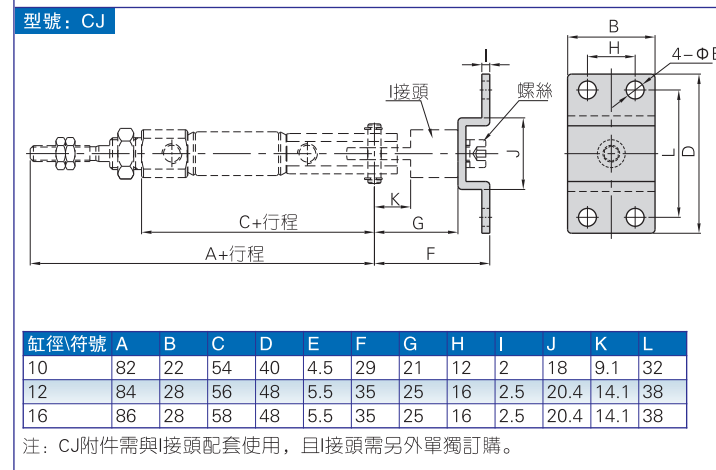 型號：CJ
B
H
4-ΦE
I
I接頭
螺絲
J
L
D
K
C+行程
G
A+行程
F
缸徑\符號 A B C D E F G H I J K L
10 82 22 54 40 4.5 29 21 12 2 18 9.1 32
12 84 28 56 48 5.5 35 25 16 2.5 20.4 14.1 38
16 86 28 58 48 5.5 35 25 16 2.5 20.4 14.1 38
注：CJ附件需與I接頭配套使用，且I接頭需另外單獨訂購。